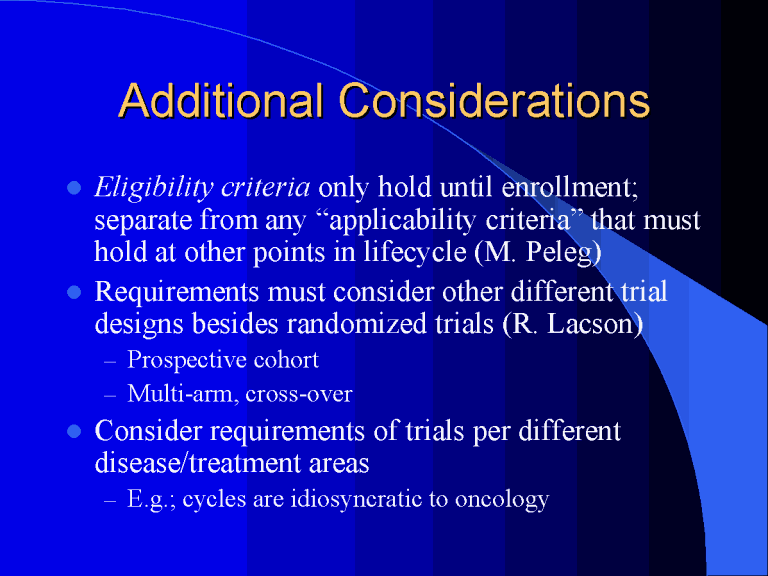 Additional Considerations
● Eligibility criteria only hold until enrollment;
separate from any “applicability criteria” that must
hold at other points in lifecycle (M. Peleg)
● Requirements must consider other different trial
designs besides randomized trials (R. Lacson)
– Prospective cohort
– Multi-arm, cross-over
● Consider requirements of trials per different
disease/treatment areas
– E.g.; cycles are idiosyncratic to oncology